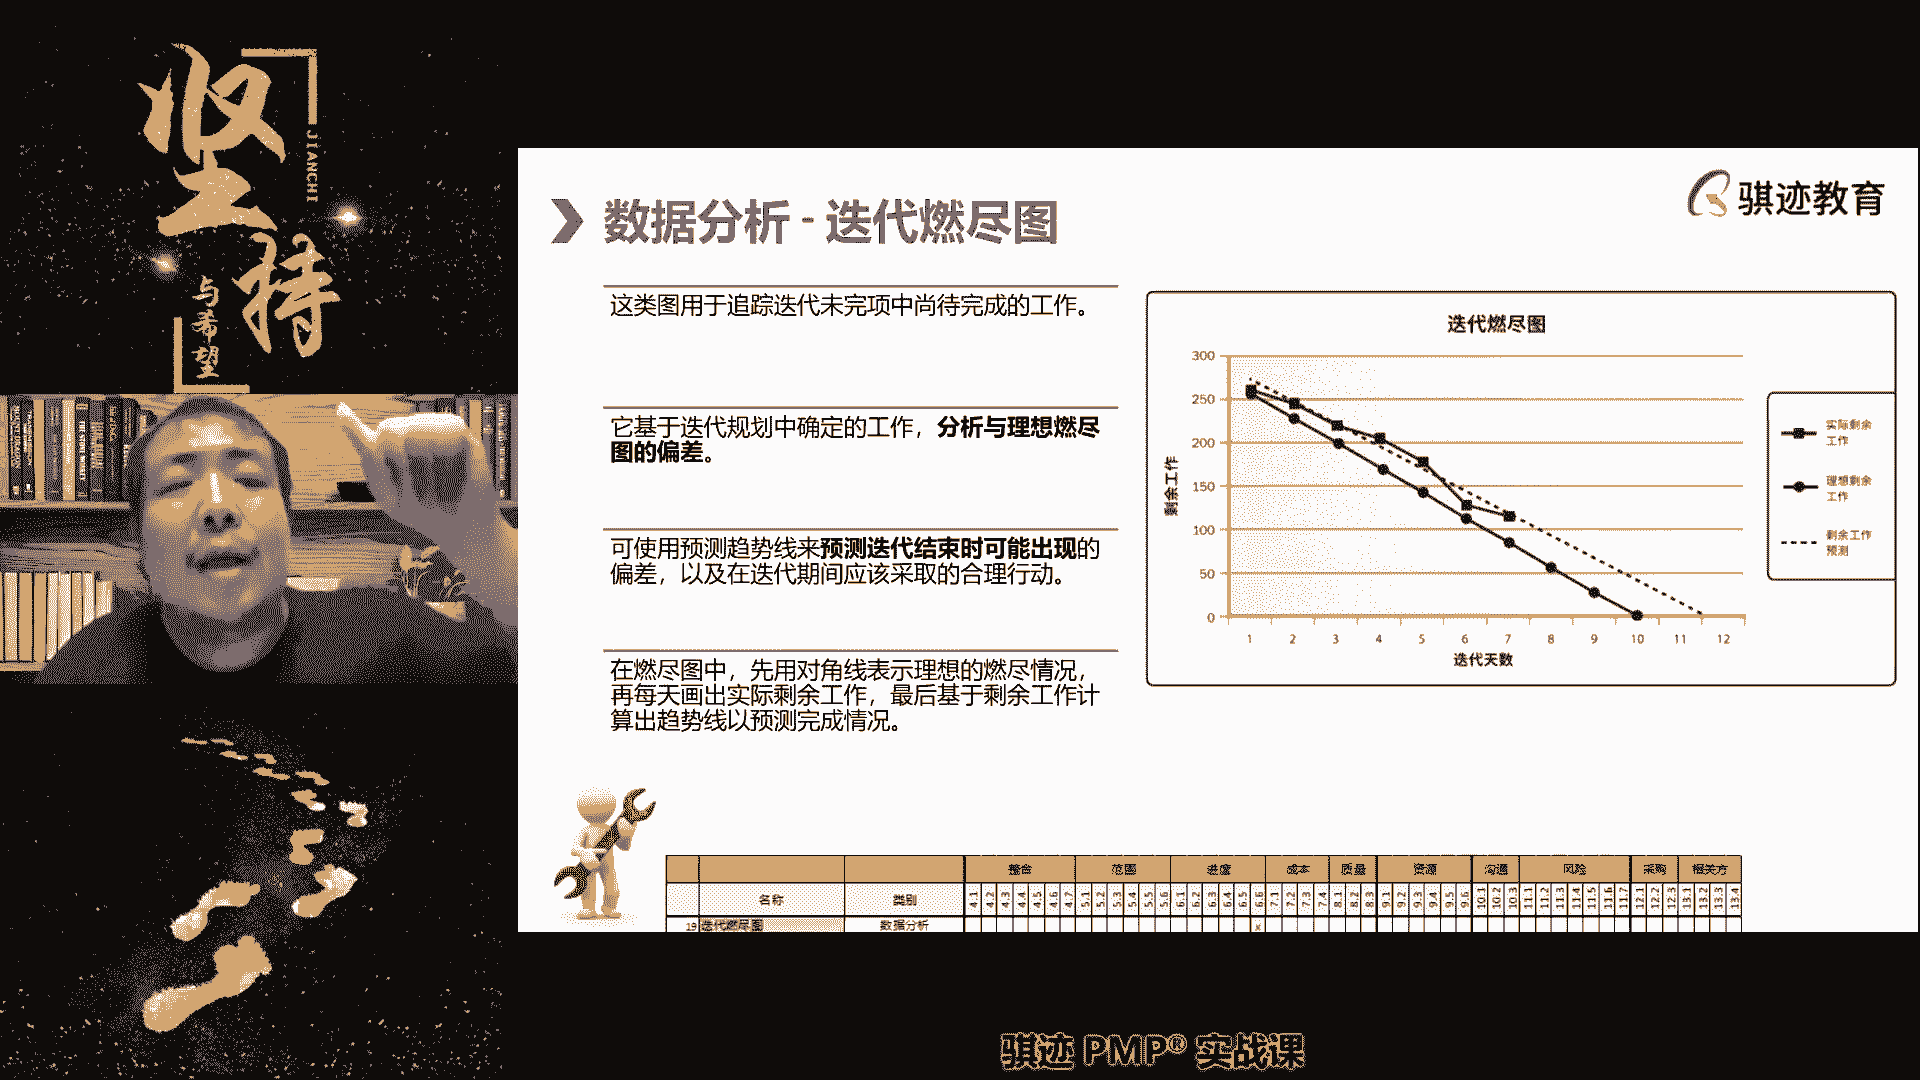 坚持
JIANCHI
与希望
数据分析 - 迭代燃尽图
骐迹教育
这类图用于追踪迭代未完项中尚待完成的工作。
它基于迭代规划中确定的工作，分析与理想燃尽
图的偏差。
可使用预测趋势线来预测迭代结束时可能出现的
偏差，以及在迭代期间应该采取的合理行动。
在燃尽图中，先用对角线表示理想的燃尽情况，
再每天画出实际剩余工作，最后基于剩余工作计
算出趋势线以预测完成情况。
迭代燃尽图
300
250
200
150
100
50
0
剩余工作
1 2 3 4 5 6 7 8 9 10 11 12
迭代天数
实际剩余
工作
理想剩余
工作
剩余工作
预测
整合 范围 进度 成本 质量 资源 沟通 风险 采购 相关方
名称 类别 4.1 4.2 4.3 4.4 4.5 4.6 4.7 5.1 5.2 5.3 5.4 5.5 5.6 6.1 6.2 6.3 6.4 6.5 6.6 7.1 7.2 7.3 7.4 8.1 8.2 8.3 9.1 9.2 9.3 9.4 9.5 9.6 10.1 10.2 10.3 11.1 11.2 11.3 11.4 11.5 11.6 11.7 12.1 12.2 12.3 13.1 13.2 13.3 13.4
19 迭代燃尽图 数据分析 x
骐迹 PMP® 实战课